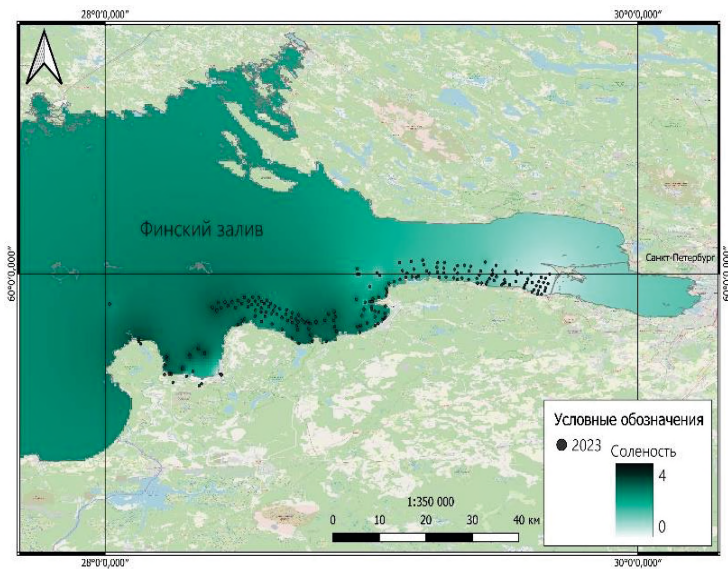 28°0'0,000"
30°0'0,000"
Финский залив
Санкт-Петербург
60°0'0,000"
60°0'0,000"
Условные обозначения
2023
Соленость
4
0
1:350 000
0 10 20 30 40 км
28°0'0,000"
30°0'0,000"